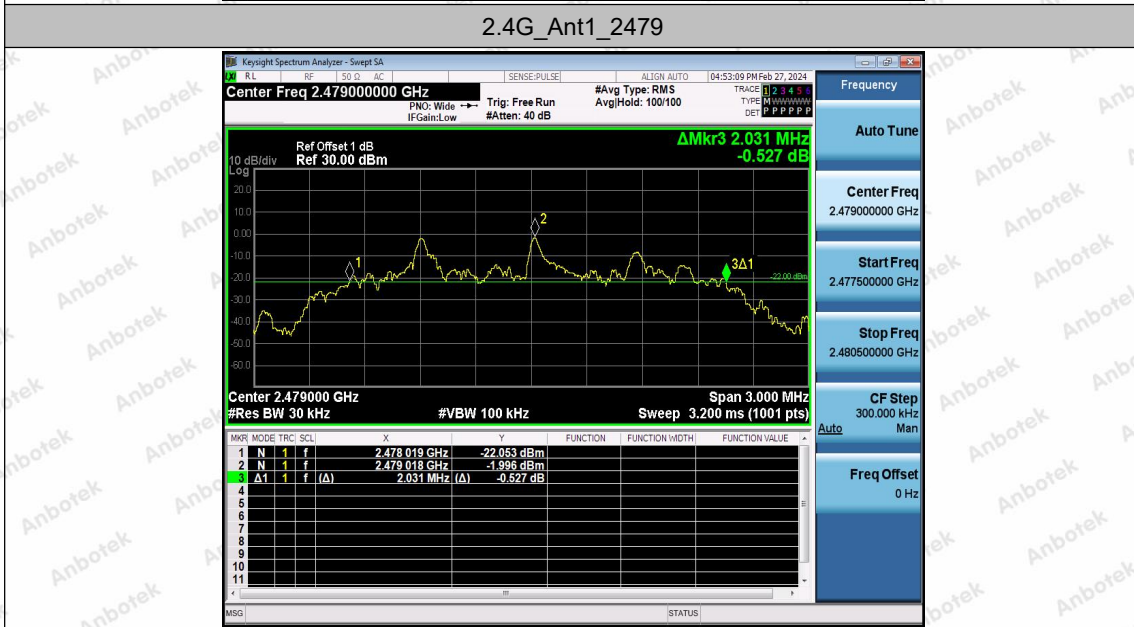 2.4G_Ant1_2479
Keysight Spectrum Analyzer - Swept SA
LXI RL RF 50 Ω AC SENSE:PULSE ALIGN AUTO 04:53:09 PM Feb 27, 2024
Center Freq 2.479000000 GHz
PNO: Wide
IFGain:Low
Trig: Free Run
#Atten: 40 dB
#Avg Type: RMS
Avg|Hold: 100/100
TRACE 1 2 3 4 5 6
TYPE M WWWWW
DET P P P P P P
Frequency
Auto Tune
Center Freq
2.479000000 GHz
Start Freq
2.477500000 GHz
Stop Freq
2.480500000 GHz
CF Step
300.000 kHz
Auto Man
Freq Offset
0 Hz
ΔMkr3 2.031 MHz
-0.527 dB
Ref Offset 1 dB
10 dB/div Ref 30.00 dBm
Log
20.0
10.0
0.00
-10.0
-20.0
-30.0
-40.0
-50.0
-60.0
1
2
3Δ1
-22.00 dBm
Center 2.479000 GHz Span 3.000 MHz
#Res BW 30 kHz #VBW 100 kHz Sweep 3.200 ms (1001 pts)
MKR MODE TRC SCL X Y FUNCTION FUNCTION WIDTH FUNCTION VALUE
1 N 1 f 2.478 019 GHz -22.053 dBm
2 N 1 f 2.479 018 GHz -1.996 dBm
3 Δ1 1 f (Δ) 2.031 MHz (Δ) -0.527 dB
4
5
6
7
8
9
10
11
MSG STATUS
Anbotek